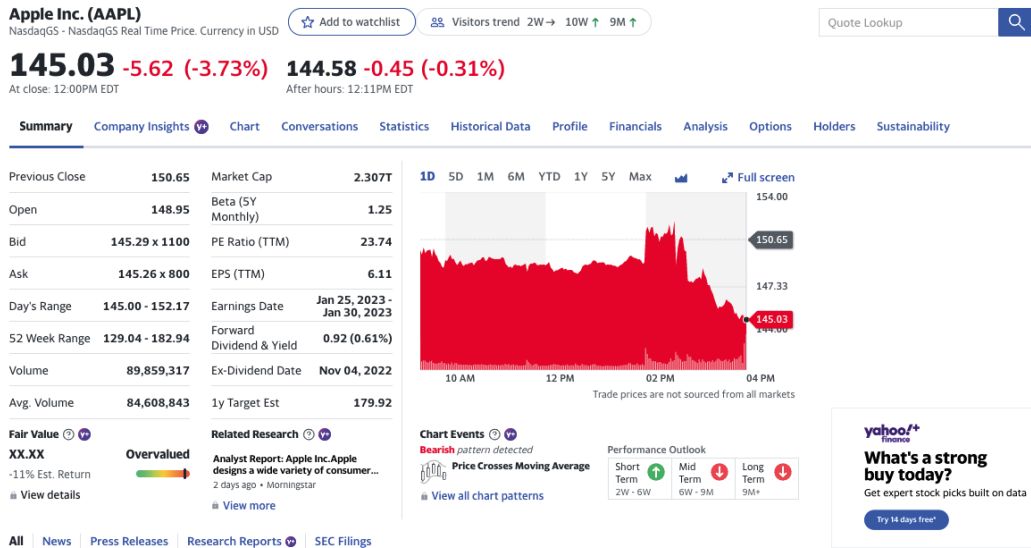 Apple Inc. (AAPL)
NasdaqGS - NasdaqGS Real Time Price. Currency in USD
Add to watchlist
Visitors trend 2W→ 10W↑ 9M↑
Quote Lookup
145.03 -5.62 (-3.73%) 144.58 -0.45 (-0.31%)
At close: 12:00PM EDT After hours: 12:11PM EDT
Summary Company Insights Y+ Chart Conversations Statistics Historical Data Profile Financials Analysis Options Holders Sustainability
Previous Close 150.65
Open 148.95
Bid 145.29 x 1100
Ask 145.26 x 800
Day's Range 145.00 - 152.17
52 Week Range 129.04 - 182.94
Volume 89,859,317
Avg. Volume 84,608,843
Market Cap 2.307T
Beta (5Y
Monthly) 1.25
PE Ratio (TTM) 23.74
EPS (TTM) 6.11
Earnings Date Jan 25, 2023 -
Jan 30, 2023
Forward
Dividend & Yield 0.92 (0.61%)
Ex-Dividend Date Nov 04, 2022
1y Target Est 179.92
1D 5D 1M 6M YTD 1Y 5Y Max Full screen
154.00
150.65
147.33
145.03
144.00
10 AM 12 PM 02 PM 04 PM
Trade prices are not sourced from all markets
Fair Value ? Y+
XX.XX Overvalued
-11% Est. Return
View details
Related Research ? Y+
Analyst Report: Apple Inc.Apple
designs a wide variety of consumer...
2 days ago • Morningstar
View more
Chart Events ? Y+
Bearish pattern detected
Price Crosses Moving Average
View all chart patterns
Performance Outlook
Short
Term
2W - 6W
Mid
Term
6W - 9M
Long
Term
9M+
yahoo!+
finance
What's a strong
buy today?
Get expert stock picks built on data
Try 14 days free*
All News Press Releases Research Reports Y+ SEC Filings